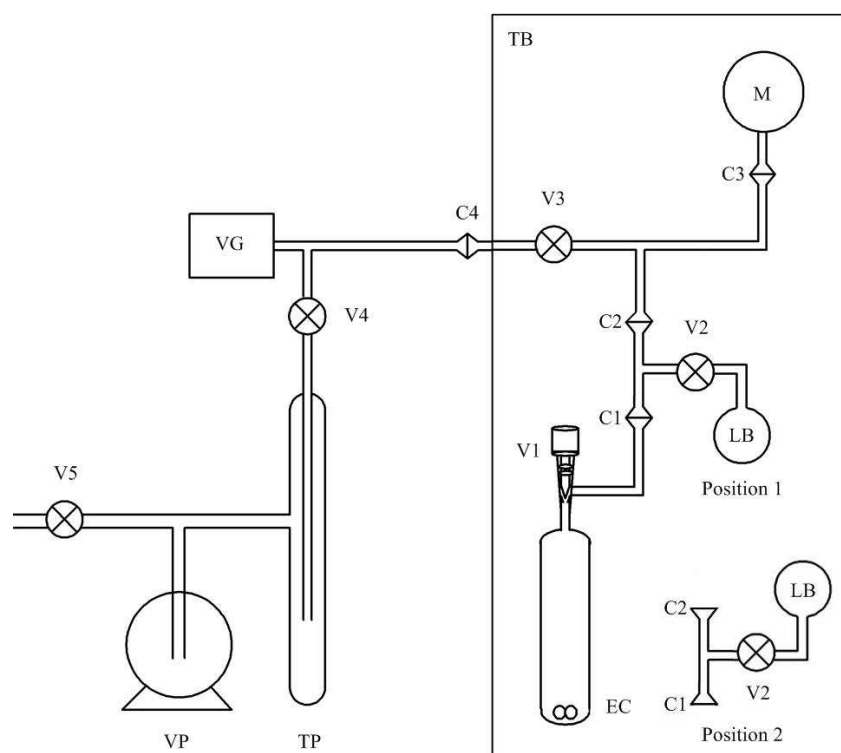 TB
M
C3
C4
V3
VG
V4
C2
V2
C1
V1
LB
Position 1
V5
LB
C2
V2
C1
EC
Position 2
VP
TP